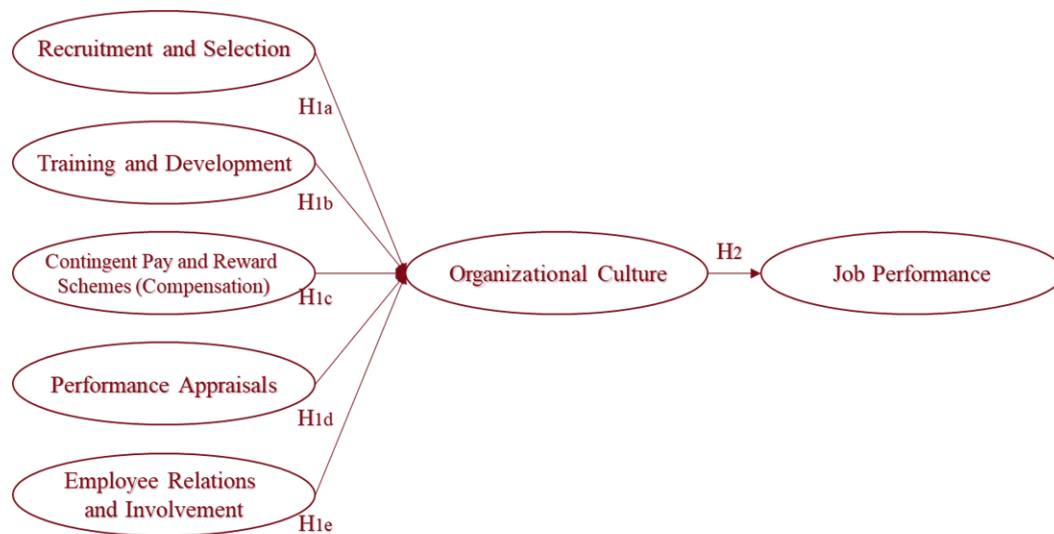 Recruitment and Selection
H1a
Training and Development
H1b
Contingent Pay and Reward
Schemes (Compensation)
H1c
Performance Appraisals
H1d
Employee Relations
and Involvement
H1e
Organizational Culture
H2
Job Performance